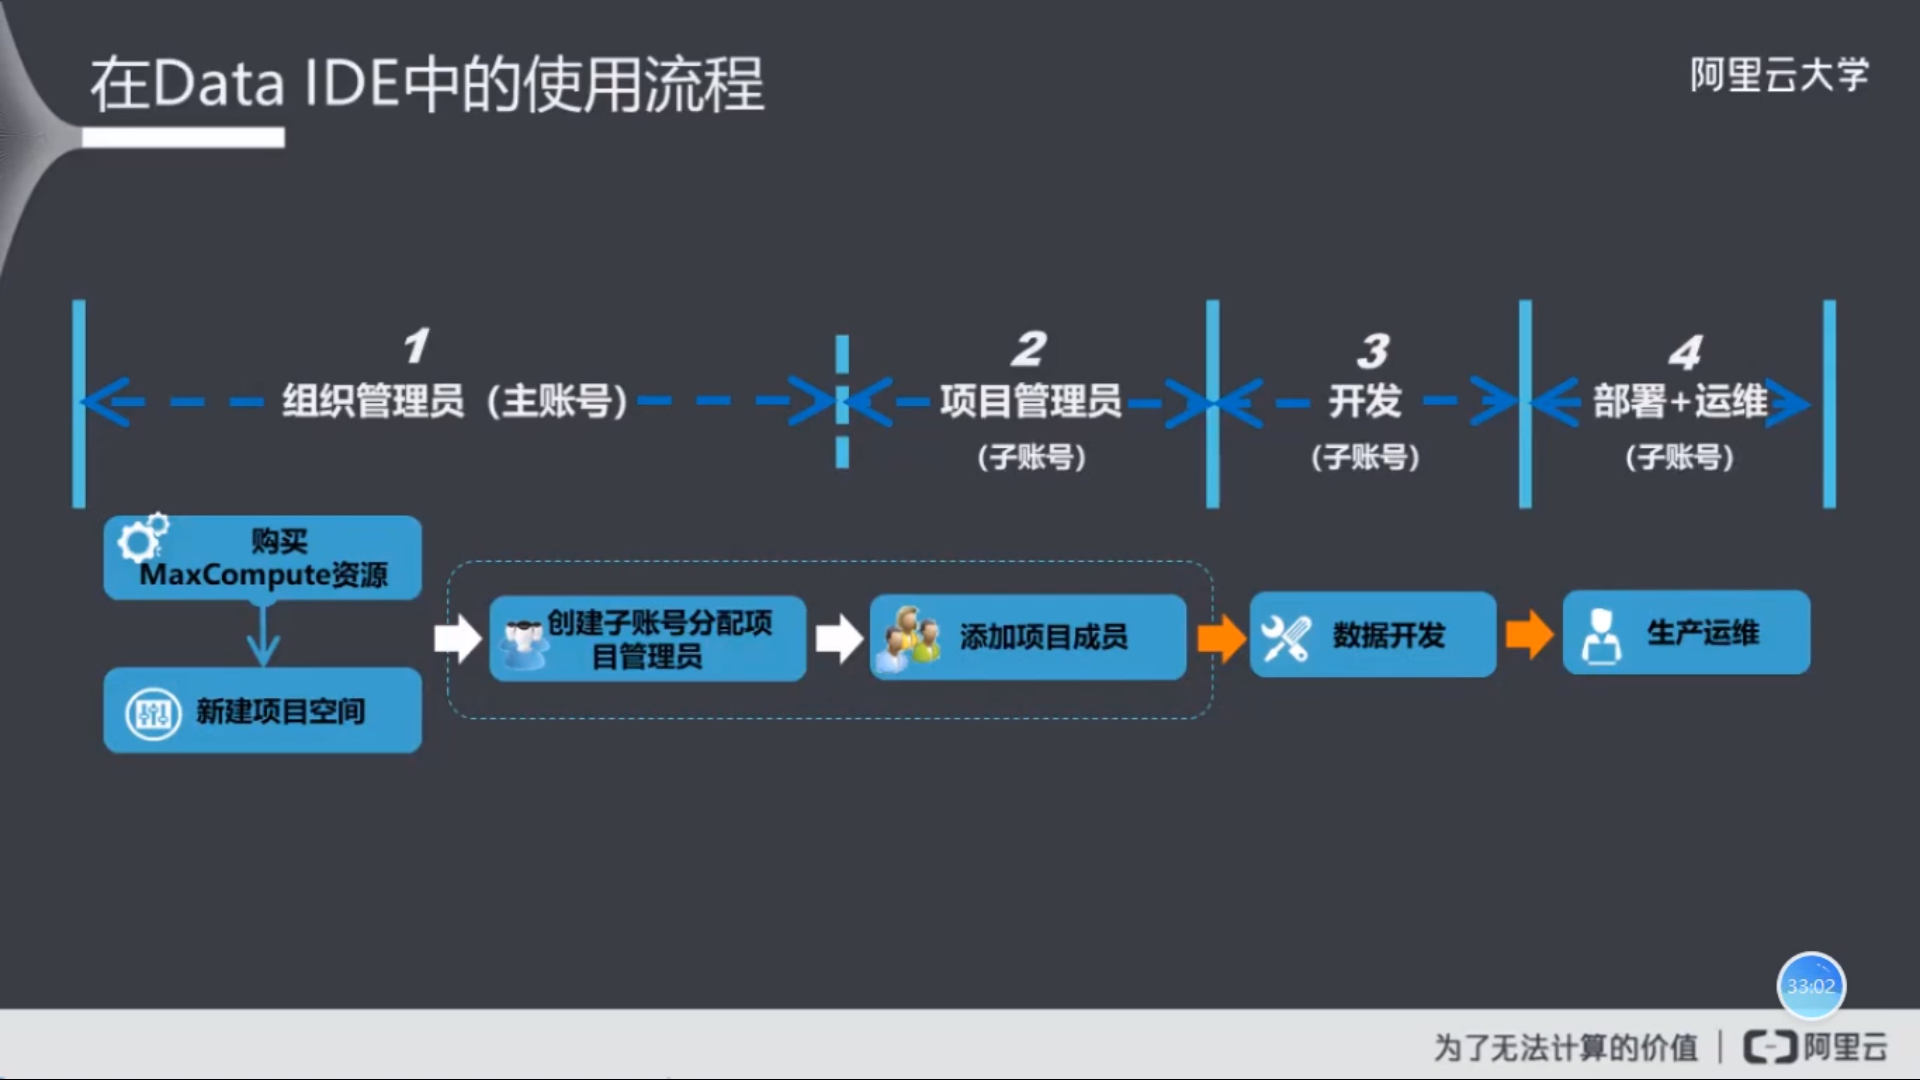 在Data IDE中的使用流程
阿里云大学
1
组织管理员（主账号）
2
项目管理员
（子账号）
3
开发
（子账号）
4
部署+运维
（子账号）
购买
MaxCompute资源
新建项目空间
创建子账号分配项
目管理员
添加项目成员
数据开发
生产运维
33:02
为了无法计算的价值
阿里云